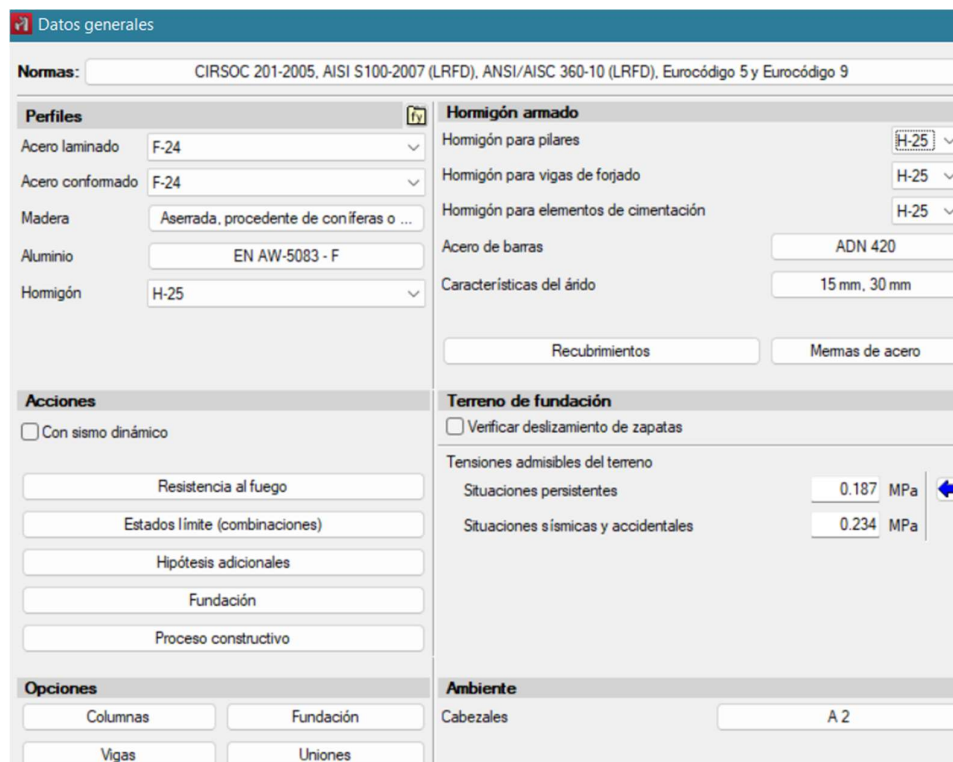 Datos generales
Normas: CIRSOC 201-2005, AISI S100-2007 (LRFD), ANSI/AISC 360-10 (LRFD), Eurocódigo 5 y Eurocódigo 9
Perfiles
fy
Acero laminado F-24
Acero conformado F-24
Madera Aserrada, procedente de coníferas o ...
Aluminio EN AW-5083 - F
Hormigón H-25
Hormigón armado
Hormigón para pilares H-25
Hormigón para vigas de forjado H-25
Hormigón para elementos de cimentación H-25
Acero de barras ADN 420
Características del árido 15 mm, 30 mm
Recubrimientos Mermas de acero
Acciones
Con sismo dinámico
Resistencia al fuego
Estados límite (combinaciones)
Hipótesis adicionales
Fundación
Proceso constructivo
Terreno de fundación
Verificar deslizamiento de zapatas
Tensiones admisibles del terreno
Situaciones persistentes 0.187 MPa
Situaciones sísmicas y accidentales 0.234 MPa
Opciones
Columnas Fundación
Vigas Uniones
Ambiente
Cabezales A 2